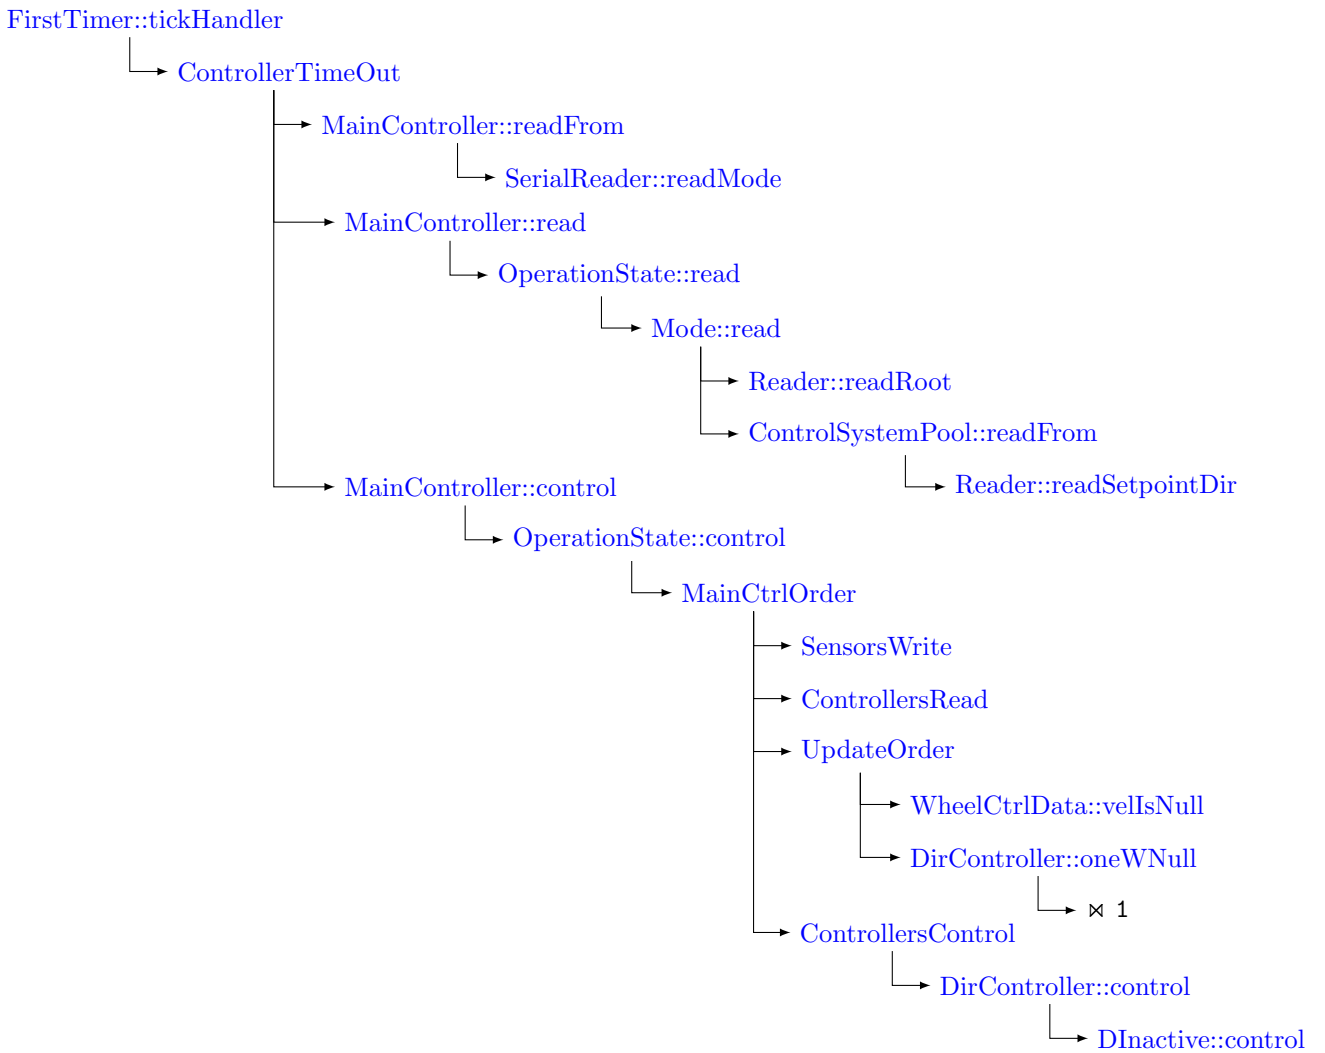 FirstTimer::tickHandler
ControllerTimeOut
MainController::readFrom
SerialReader::readMode
MainController::read
OperationState::read
Mode::read
Reader::readRoot
ControlSystemPool::readFrom
Reader::readSetpointDir
MainController::control
OperationState::control
MainCtrlOrder
SensorsWrite
ControllersRead
UpdateOrder
WheelCtrlData::velIsNull
DirController::oneWNull
⋈ 1
ControllersControl
DirController::control
DInactive::control